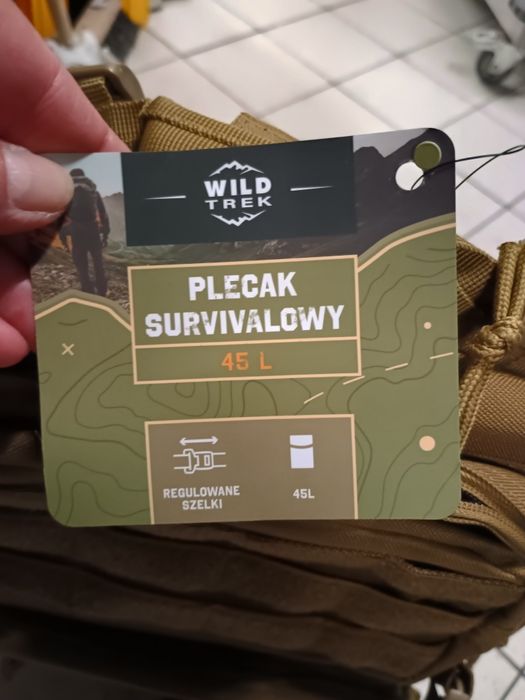 WILD
TREK
PLECAK
SURVIVALOWY
45 L
REGULOWANE
SZELKI
45L